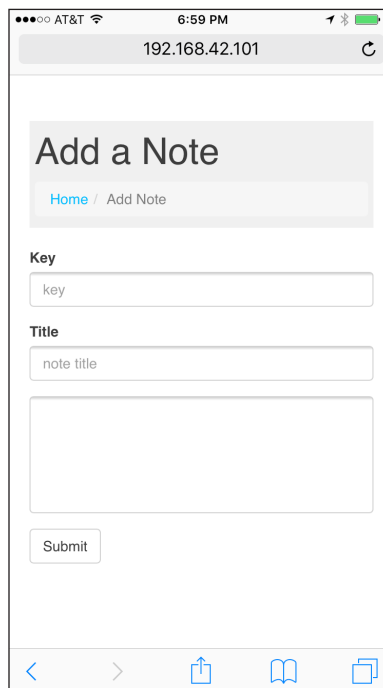 AT&T 6:59 PM
192.168.42.101
Add a Note
Home / Add Note
Key
key
Title
note title
Submit